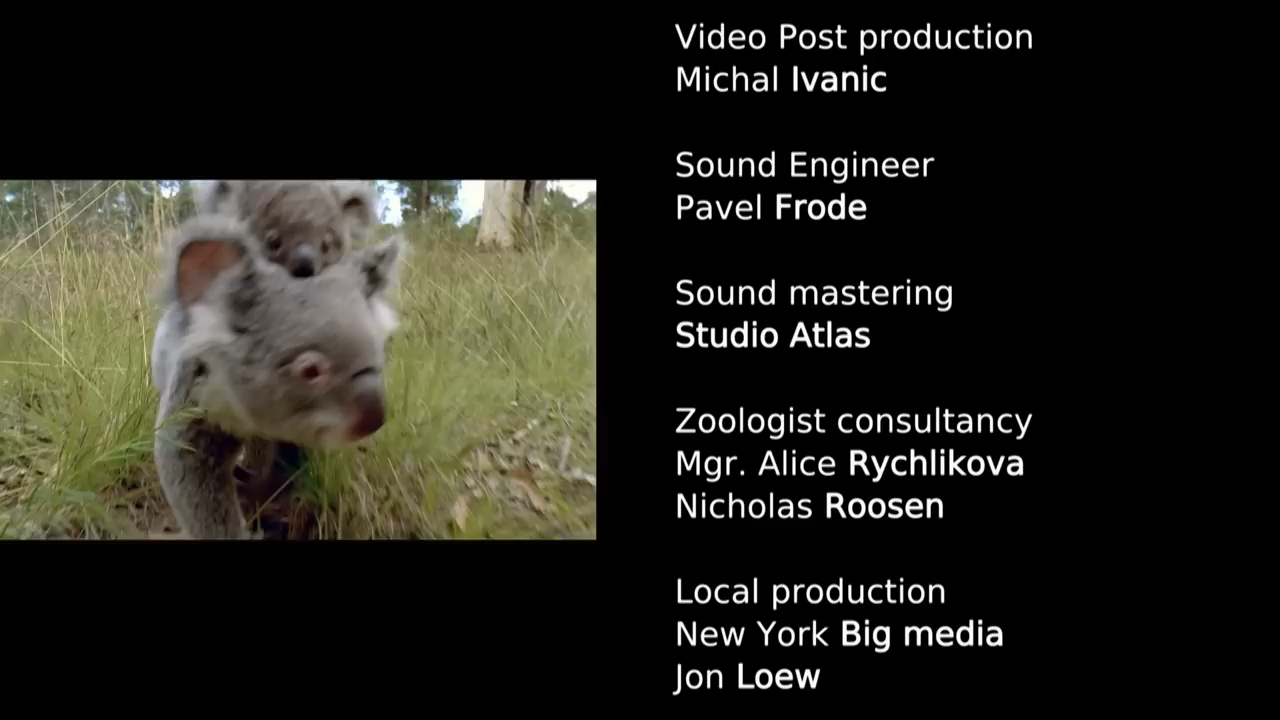 Video Post production
Michal Ivanic
Sound Engineer
Pavel Frode
Sound mastering
Studio Atlas
Zoologist consultancy
Mgr. Alice Rychlikova
Nicholas Roosen
Local production
New York Big media
Jon Loew